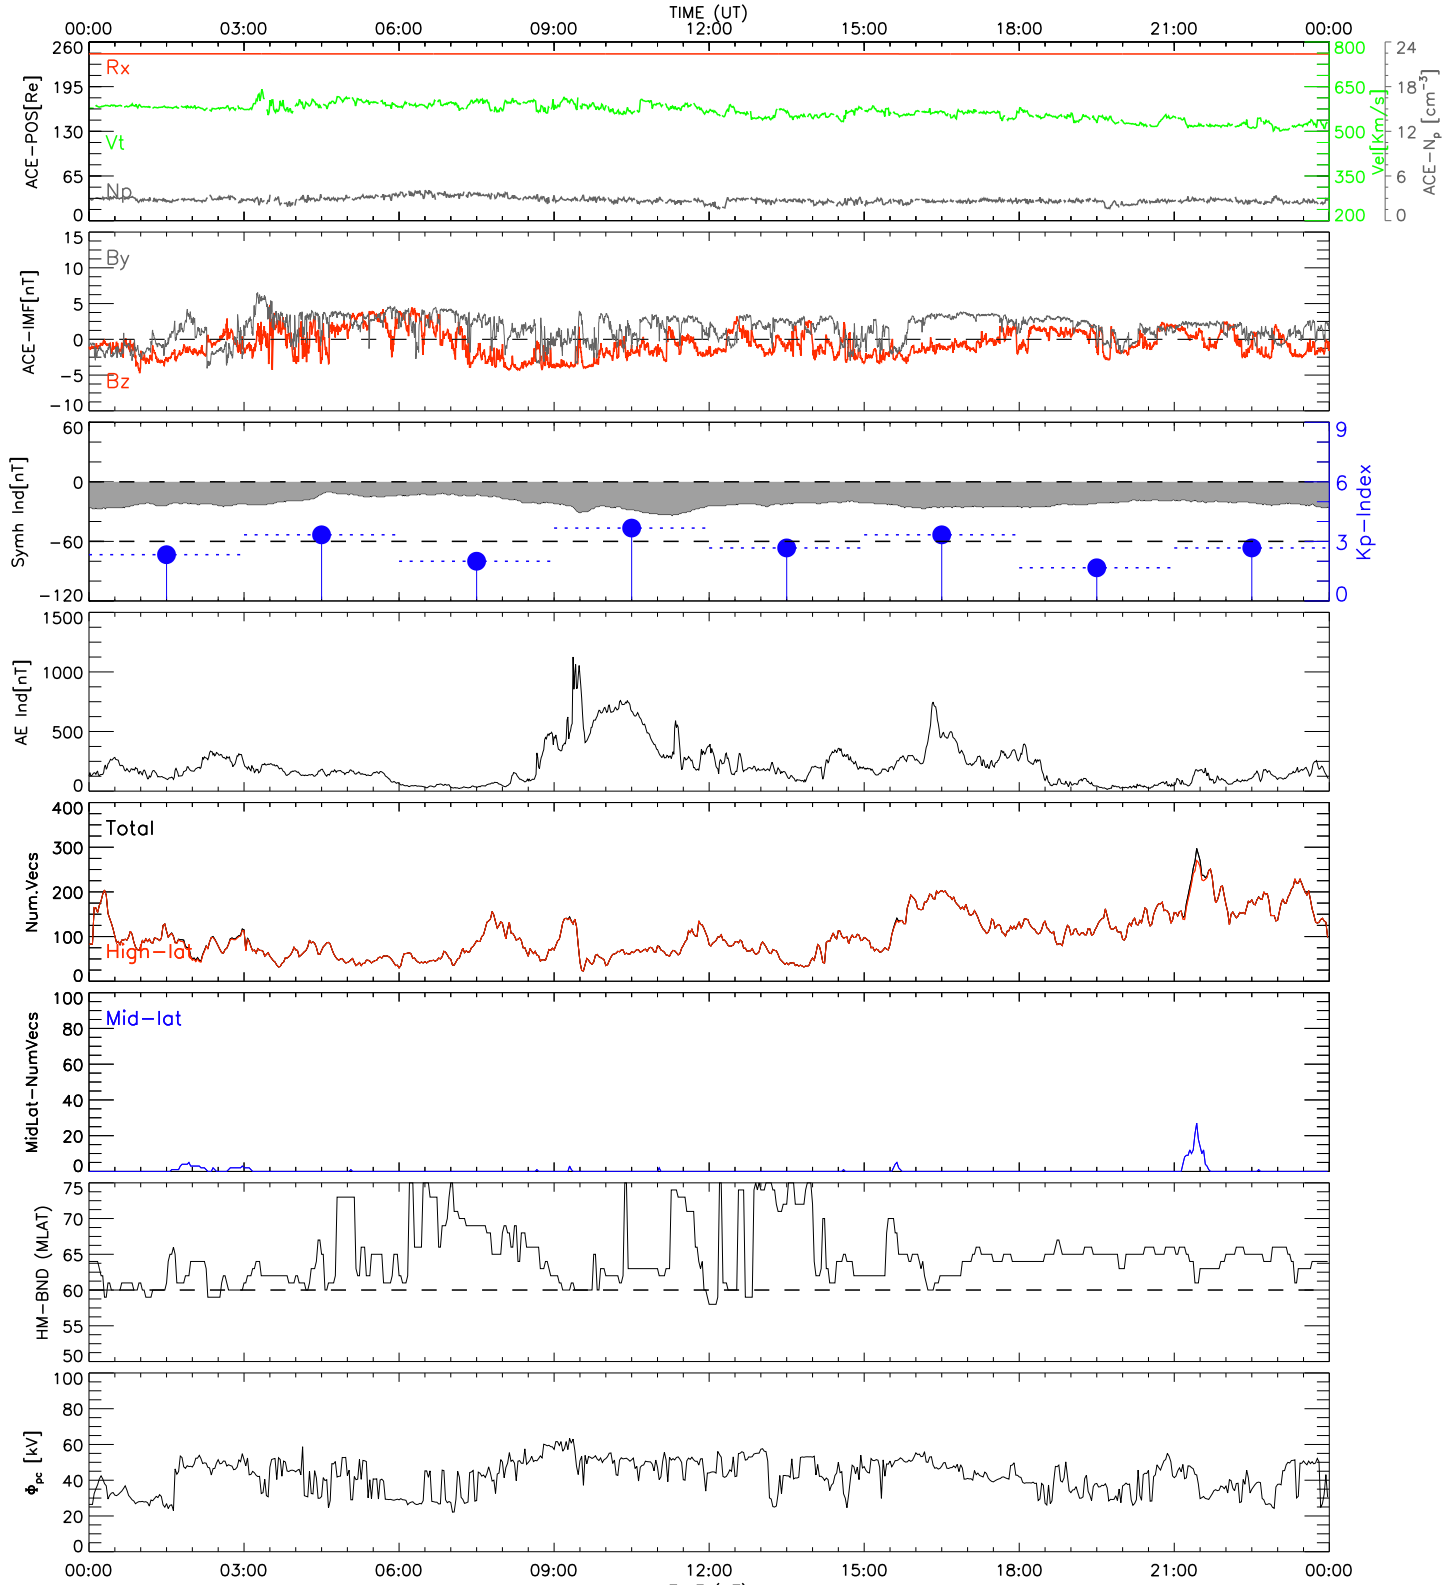 TIME (UT)
00:00 03:00 06:00 09:00 12:00 15:00 18:00 21:00 00:00
260
195
130
65
0
ACE-POS[Re]
Rx
Vt
Np
800
650
500
350
200
Vel[Km/s]
24
18
12
6
0
ACE-Np [cm-3]
15
10
5
0
-5
-10
ACE-IMF[nT]
By
Bz
60
0
-60
-120
Symh Ind[nT]
9
6
3
0
Kp-Index
1500
1000
500
0
AE Ind[nT]
400
300
200
100
0
Num.Vecs
Total
High-lat
100
80
60
40
20
0
MidLat-NumVecs
Mid-lat
75
70
65
60
55
50
HM-BND (MLAT)
100
80
60
40
20
0
Φpc [kV]
00:00 03:00 06:00 09:00 12:00 15:00 18:00 21:00 00:00